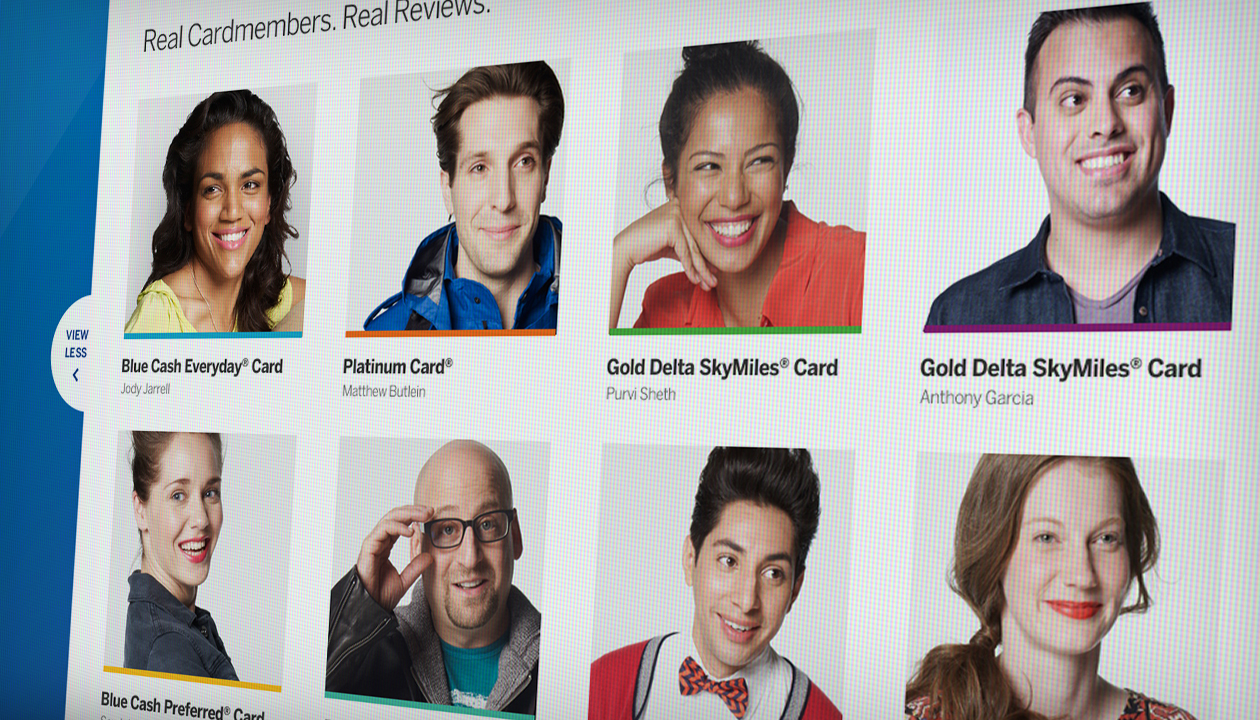 Real Cardmembers. Real Reviews.
VIEW
LESS
Blue Cash Everyday® Card
Jody Jarrell
Platinum Card®
Matthew Butlein
Gold Delta SkyMiles® Card
Purvi Sheth
Gold Delta SkyMiles® Card
Anthony Garcia
Blue Cash Preferred® Card